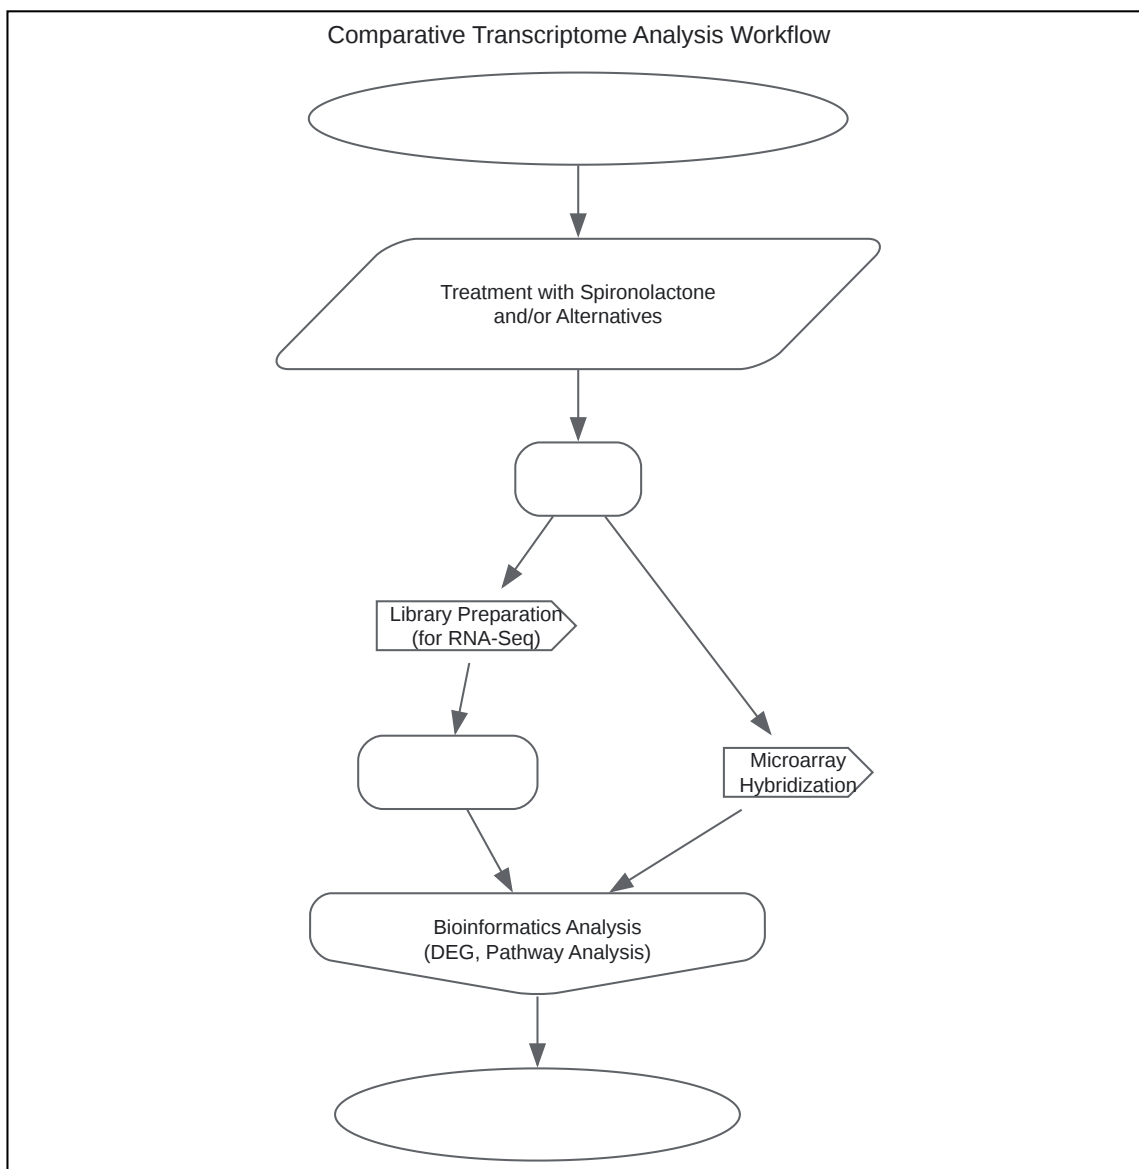 Comparative Transcriptome Analysis Workflow
Treatment with Spironolactone
and/or Alternatives
Library Preparation
(for RNA-Seq)
Microarray
Hybridization
Bioinformatics Analysis
(DEG, Pathway Analysis)